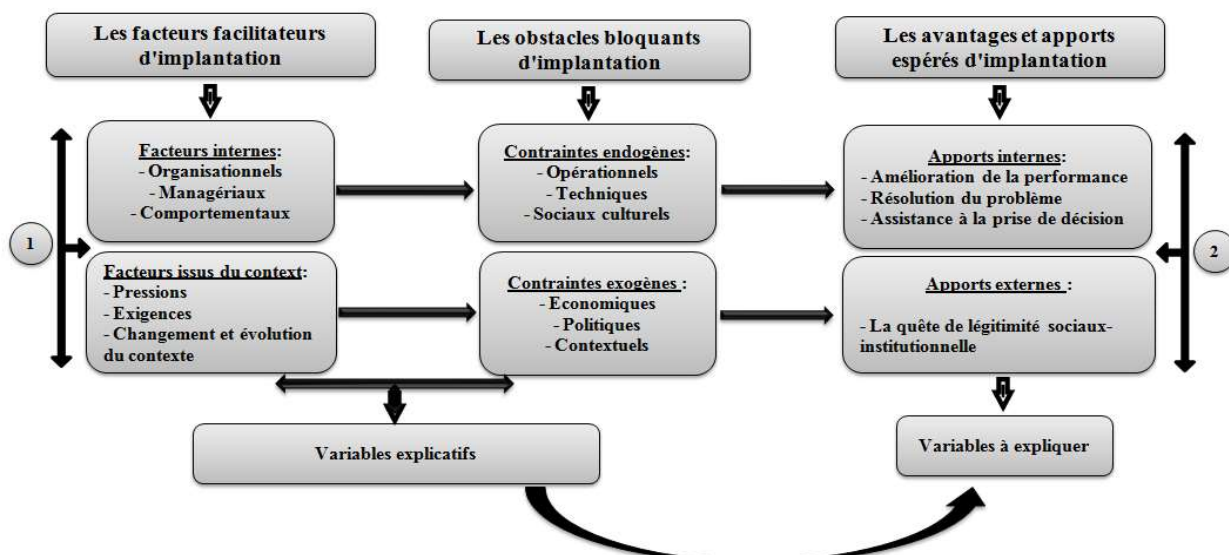 Les facteurs facilitateurs
d'implantation
Les obstacles bloquants
d'implantation
Les avantages et apports
espérés d'implantation
1
Facteurs internes:
- Organisationnels
- Managériaux
- Comportementaux
Contraintes endogènes:
- Opérationnels
- Techniques
- Sociaux culturels
Apports internes:
- Amélioration de la performance
- Résolution du problème
- Assistance à la prise de décision
2
Facteurs issus du context:
- Pressions
- Exigences
- Changement et évolution
du contexte
Contraintes exogènes :
- Economiques
- Politiques
- Contextuels
Apports externes :
- La quête de légitimité sociaux-
institutionnelle
Variables explicatifs
Variables à expliquer